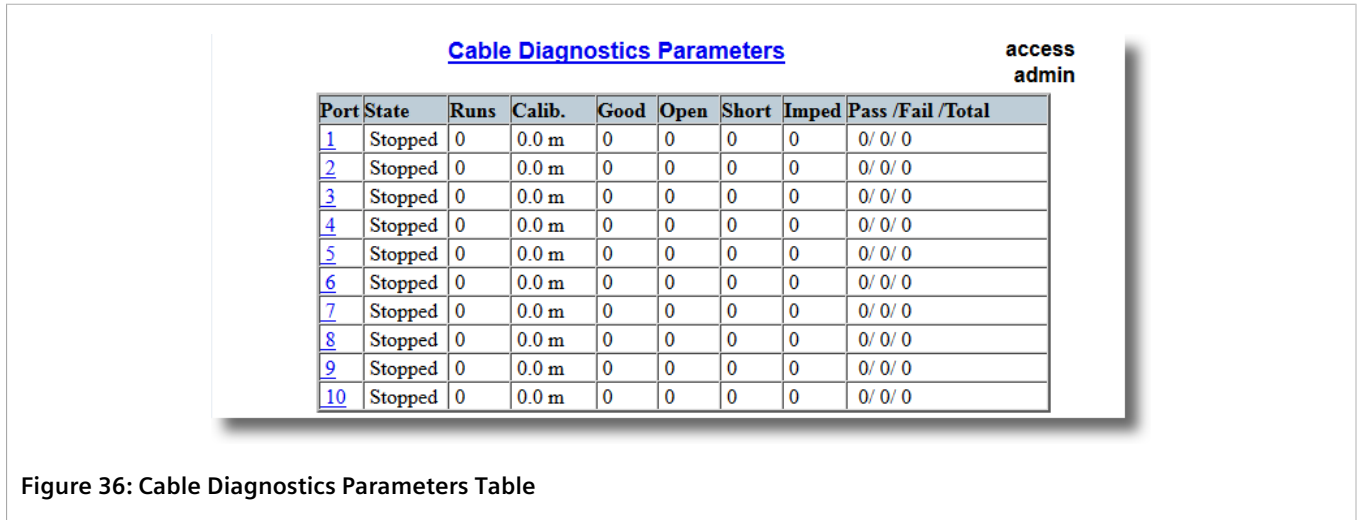 Cable Diagnostics Parameters
access
admin
Port State Runs Calib. Good Open Short Imped Pass /Fail /Total
1 Stopped 0 0.0 m 0 0 0 0 0/ 0/ 0
2 Stopped 0 0.0 m 0 0 0 0 0/ 0/ 0
3 Stopped 0 0.0 m 0 0 0 0 0/ 0/ 0
4 Stopped 0 0.0 m 0 0 0 0 0/ 0/ 0
5 Stopped 0 0.0 m 0 0 0 0 0/ 0/ 0
6 Stopped 0 0.0 m 0 0 0 0 0/ 0/ 0
7 Stopped 0 0.0 m 0 0 0 0 0/ 0/ 0
8 Stopped 0 0.0 m 0 0 0 0 0/ 0/ 0
9 Stopped 0 0.0 m 0 0 0 0 0/ 0/ 0
10 Stopped 0 0.0 m 0 0 0 0 0/ 0/ 0
Figure 36: Cable Diagnostics Parameters Table